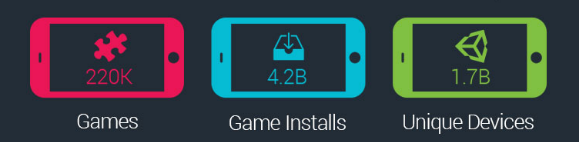 220K
4.2B
1.7B
Games
Game Installs
Unique Devices